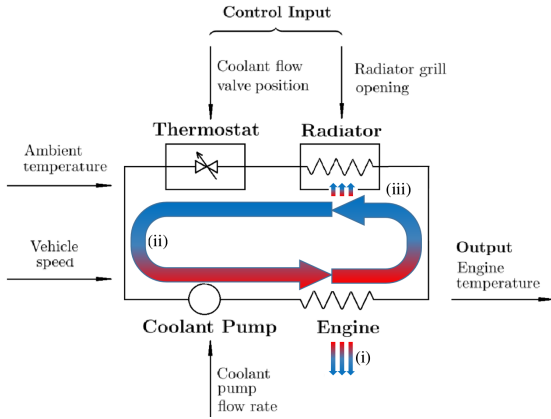 Control Input
Coolant flow
valve position
Radiator grill
opening
Thermostat
Radiator
Ambient
temperature
(iii)
(ii)
Vehicle
speed
Output
Engine
temperature
Coolant Pump
Engine
(i)
Coolant
pump
flow rate